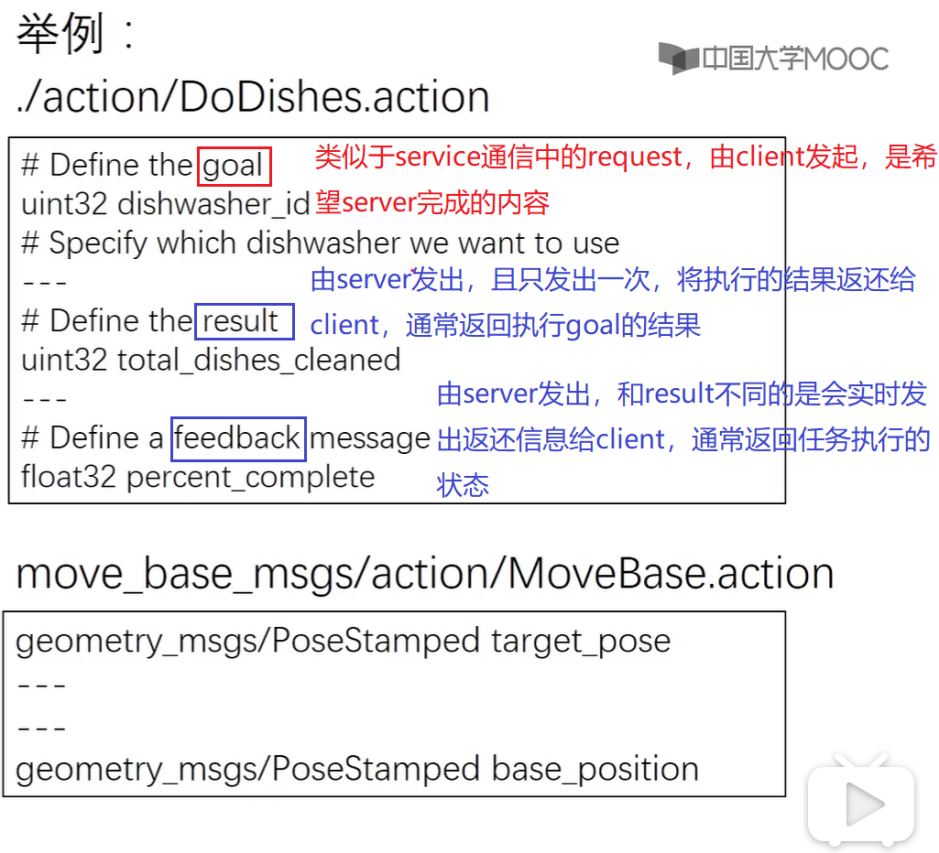 举例：
中国大学MOOC
./action/DoDishes.action
# Define the goal
类似于service通信中的request，由client发起，是希
uint32 dishwasher_id
望server完成的内容
# Specify which dishwasher we want to use
---
由server发出，且只发出一次，将执行的结果返还给
# Define the result
client，通常返回执行goal的结果
uint32 total_dishes_cleaned
---
由server发出，和result不同的是会实时发
# Define a feedback message
出返还信息给client，通常返回任务执行的
float32 percent_complete
状态
move_base_msgs/action/MoveBase.action
geometry_msgs/PoseStamped target_pose
---
---
geometry_msgs/PoseStamped base_position